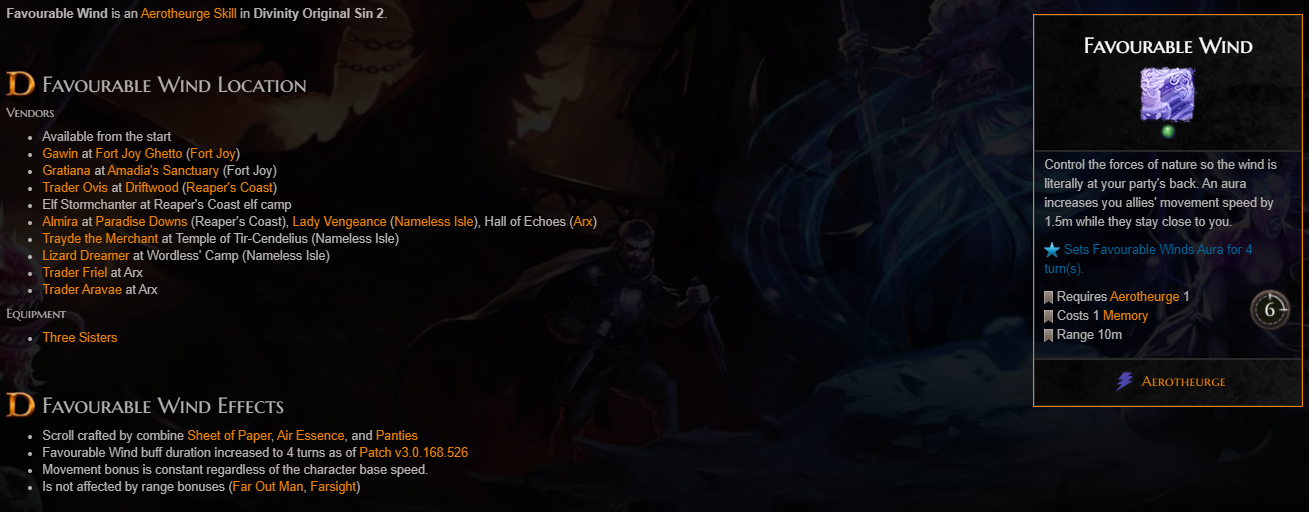 Favourable Wind is an Aerotheurge Skill in Divinity Original Sin 2.
Favourable Wind Location
Vendors
Available from the start
Gawin at Fort Joy Ghetto (Fort Joy)
Gratiana at Amadia's Sanctuary (Fort Joy)
Trader Ovis at Driftwood (Reaper's Coast)
Elf Stormchanter at Reaper's Coast elf camp
Almira at Paradise Downs (Reaper's Coast), Lady Vengeance (Nameless Isle), Hall of Echoes (Arx)
Trayde the Merchant at Temple of Tir-Cendelius (Nameless Isle)
Lizard Dreamer at Wordless' Camp (Nameless Isle)
Trader Friel at Arx
Trader Aravae at Arx
Equipment
Three Sisters
Favourable Wind Effects
Scroll crafted by combine Sheet of Paper, Air Essence, and Panties
Favourable Wind buff duration increased to 4 turns as of Patch v3.0.168.526
Movement bonus is constant regardless of the character base speed.
Is not affected by range bonuses (Far Out Man, Farsight)
Favourable Wind
Control the forces of nature so the wind is
literally at your party's back. An aura
increases you allies' movement speed by
1.5m while they stay close to you.
Sets Favourable Winds Aura for 4
turn(s).
Requires Aerotheurge 1
Costs 1 Memory
Range 10m
6
Aerotheurge